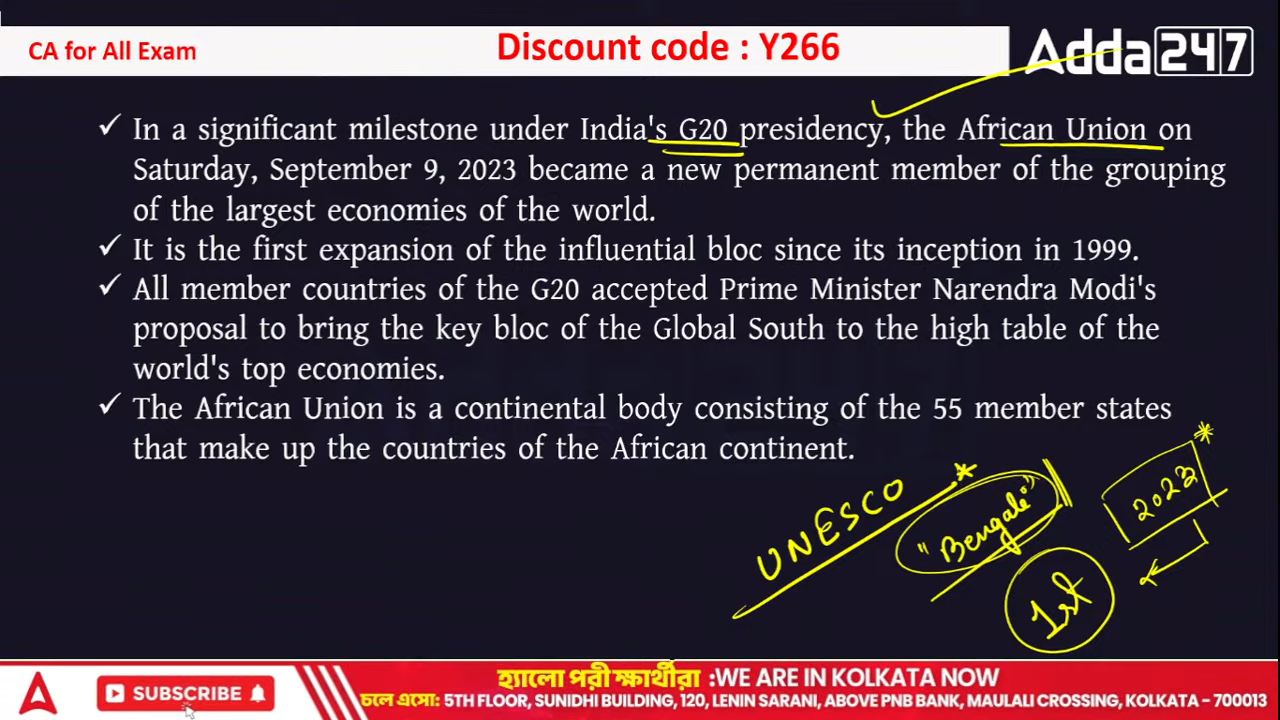 CA for All Exam
Discount code : Y266
Adda 247
✓ In a significant milestone under India's G20 presidency, the African Union on
Saturday, September 9, 2023 became a new permanent member of the grouping
of the largest economies of the world.
✓ It is the first expansion of the influential bloc since its inception in 1999.
✓ All member countries of the G20 accepted Prime Minister Narendra Modi's
proposal to bring the key bloc of the Global South to the high table of the
world's top economies.
✓ The African Union is a continental body consisting of the 55 member states
that make up the countries of the African continent.
UNESCO
"Bengali"
2023
1st
SUBSCRIBE
হ্যালো পরীক্ষার্থীরা :WE ARE IN KOLKATA NOW
চলে এসো: 5TH FLOOR, SUNIDHI BUILDING, 120, LENIN SARANI, ABOVE PNB BANK, MAULALI CROSSING, KOLKATA - 700013